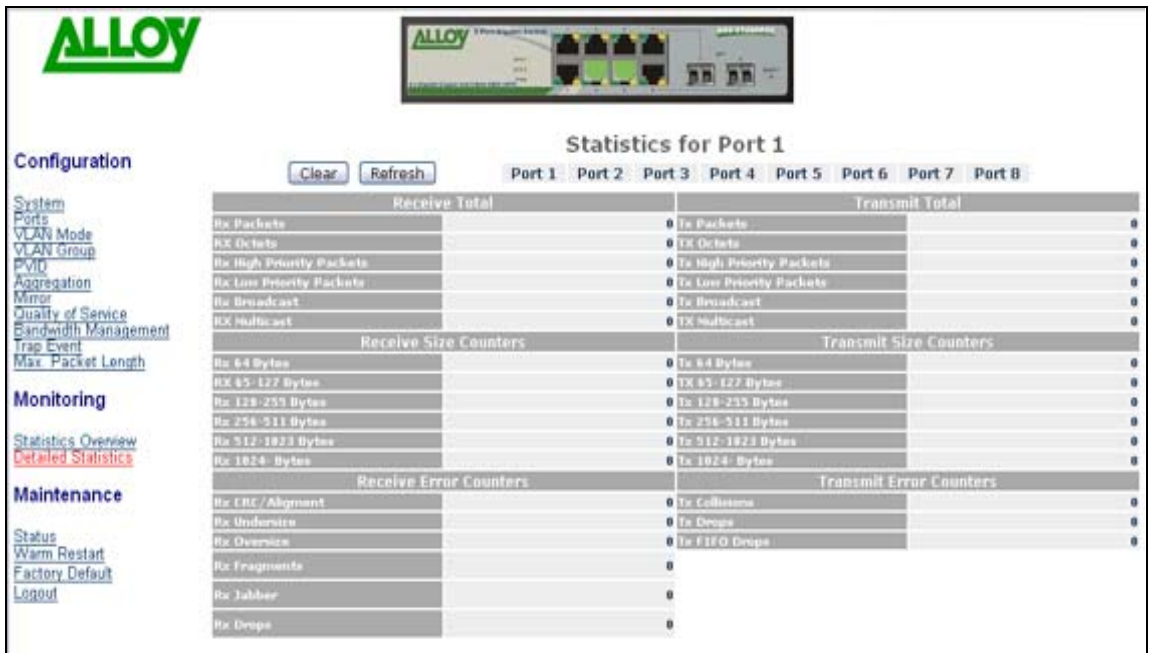 ALLOY
ALLOY
Statistics for Port 1
Clear Refresh Port 1 Port 2 Port 3 Port 4 Port 5 Port 6 Port 7 Port 8
Configuration
System
Ports
VLAN Mode
VLAN Group
PVID
Aggregation
Mirror
Quality of Service
Bandwidth Management
Trap Event
Max. Packet Length
Monitoring
Statistics Overview
Detailed Statistics
Maintenance
Status
Warm Restart
Factory Default
Logout
Receive Total Transmit Total
Rx Packets 0 Tx Packets 0
RX Octets 0 TX Octets 0
Rx High Priority Packets 0 Tx High Priority Packets 0
Rx Low Priority Packets 0 Tx Low Priority Packets 0
Rx Broadcast 0 Tx Broadcast 0
RX Multicast 0 TX Multicast 0
Receive Size Counters Transmit Size Counters
Rx 64 Bytes 0 Tx 64 Bytes 0
RX 65-127 Bytes 0 TX 65-127 Bytes 0
Rx 128-255 Bytes 0 Tx 128-255 Bytes 0
Rx 256-511 Bytes 0 Tx 256-511 Bytes 0
Rx 512-1023 Bytes 0 Tx 512-1023 Bytes 0
Rx 1024- Bytes 0 Tx 1024- Bytes 0
Receive Error Counters Transmit Error Counters
Rx CRC/Aligment 0 Tx Collisions 0
Rx Undersize 0 Tx Drops 0
Rx Oversize 0 Tx FIFO Drops 0
Rx Fragments 0
Rx Jabber 0
Rx Drops 0